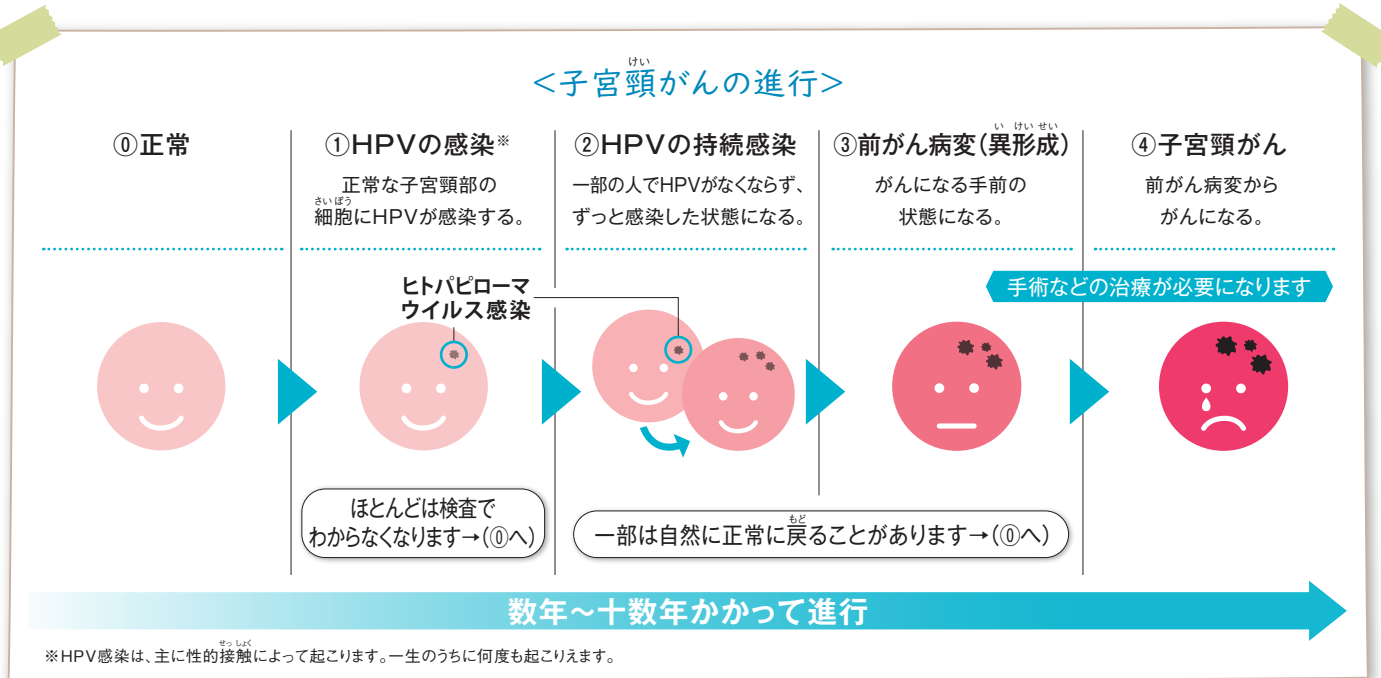 <子宮頸がんの進行>
けい
⓪正常
①HPVの感染※
正常な子宮頸部の
細胞にHPVが感染する。
さいぼう
②HPVの持続感染
一部の人でHPVがなくならず、
ずっと感染した状態になる。
③前がん病変(異形成)
い けい せい
がんになる手前の
状態になる。
④子宮頸がん
前がん病変から
がんになる。
ヒトパピローマ
ウイルス感染
手術などの治療が必要になります
ほとんどは検査で
わからなくなります→(⓪へ)
一部は自然に正常に戻ることがあります→(⓪へ)
もど
数年~十数年かかって進行
※HPV感染は、主に性的接触によって起こります。一生のうちに何度も起こりえます。
せっしょく